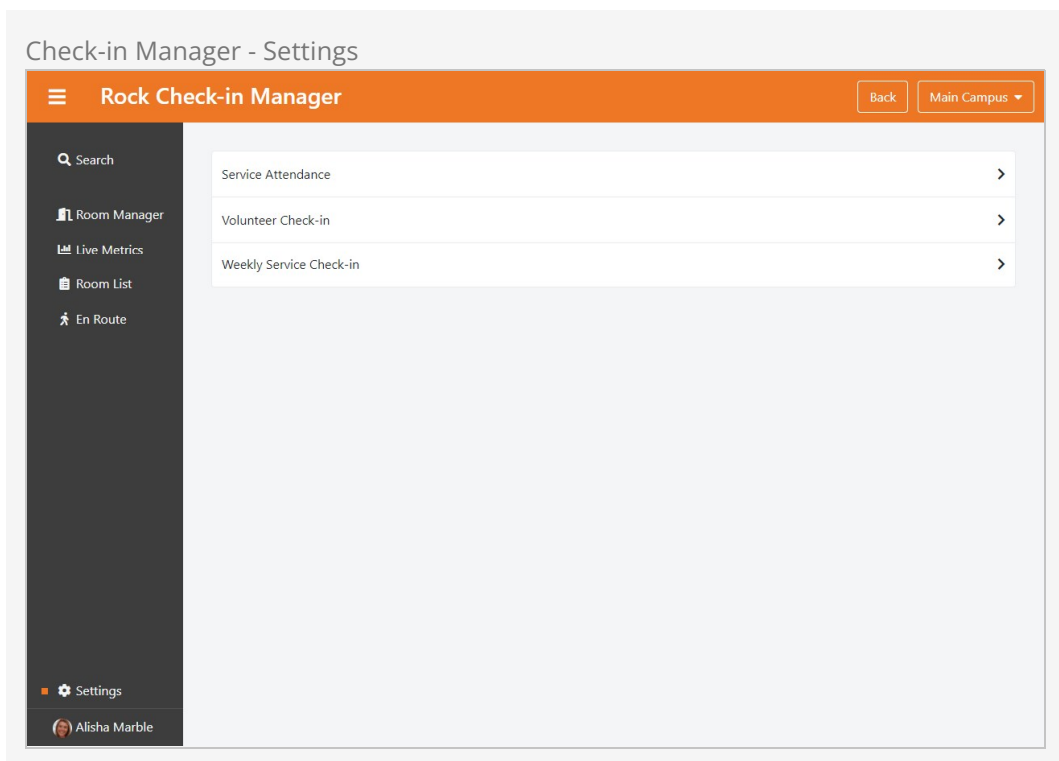 Check-in Manager - Settings
Rock Check-in Manager
Back
Main Campus
Search
Room Manager
Live Metrics
Room List
En Route
Service Attendance
Volunteer Check-in
Weekly Service Check-in
Settings
Alisha Marble